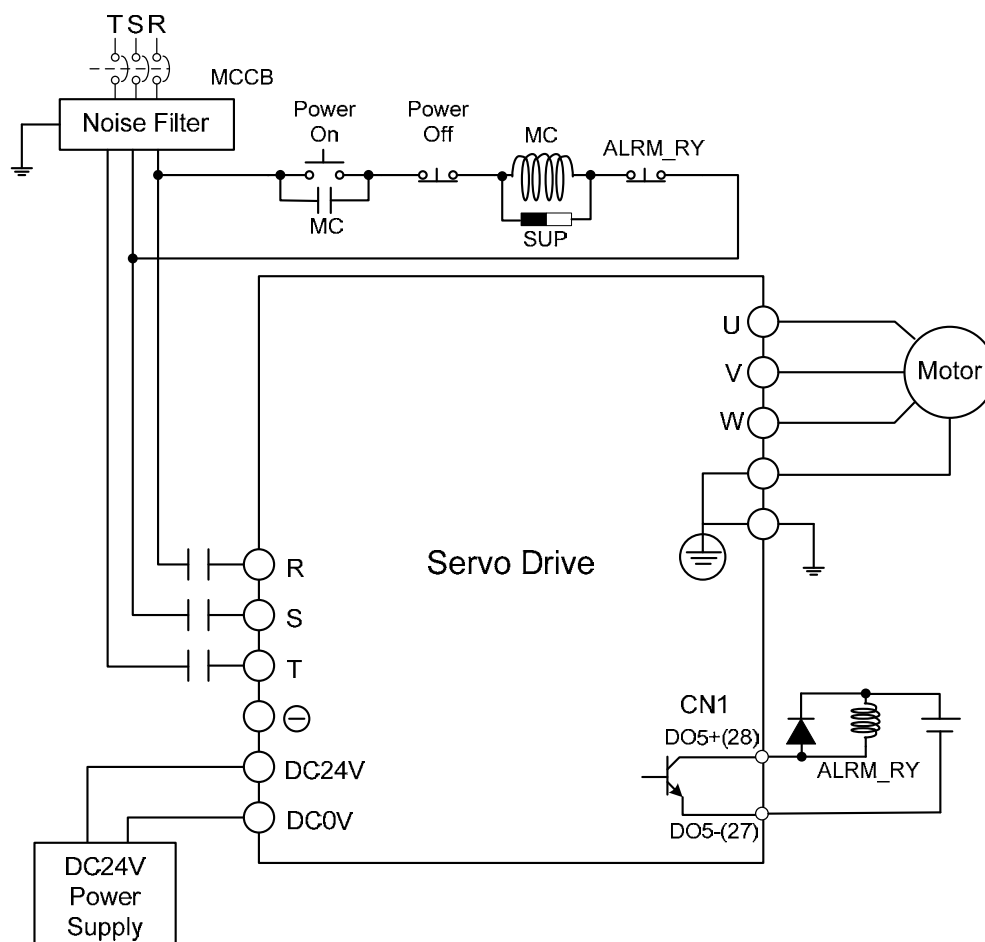 T S R
MCCB
Noise Filter
Power
On
Power
Off
MC
ALRM_RY
MC
SUP
U
V
W
Motor
Servo Drive
R
S
T
DC24V
DC0V
CN1
DO5+(28)
DO5-(27)
ALRM_RY
DC24V
Power
Supply